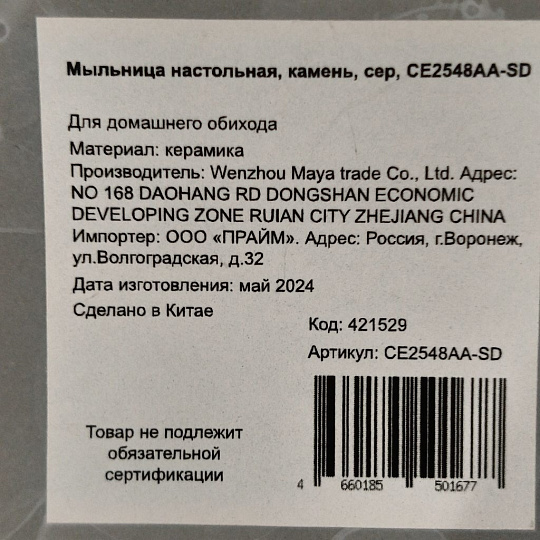 Мыльница настольная, камень, сер, CE2548AA-SD
Для домашнего обихода
Материал: керамика
Производитель: Wenzhou Maya trade Co., Ltd. Адрес:
NO 168 DAOHANG RD DONGSHAN ECONOMIC
DEVELOPING ZONE RUIAN CITY ZHEJIANG CHINA
Импортер: ООО «ПРАЙМ». Адрес: Россия, г.Воронеж,
ул.Волгоградская, д.32
Дата изготовления: май 2024
Сделано в Китае
Код: 421529
Артикул: CE2548AA-SD
Товар не подлежит
обязательной
сертификации
4 660185 501677